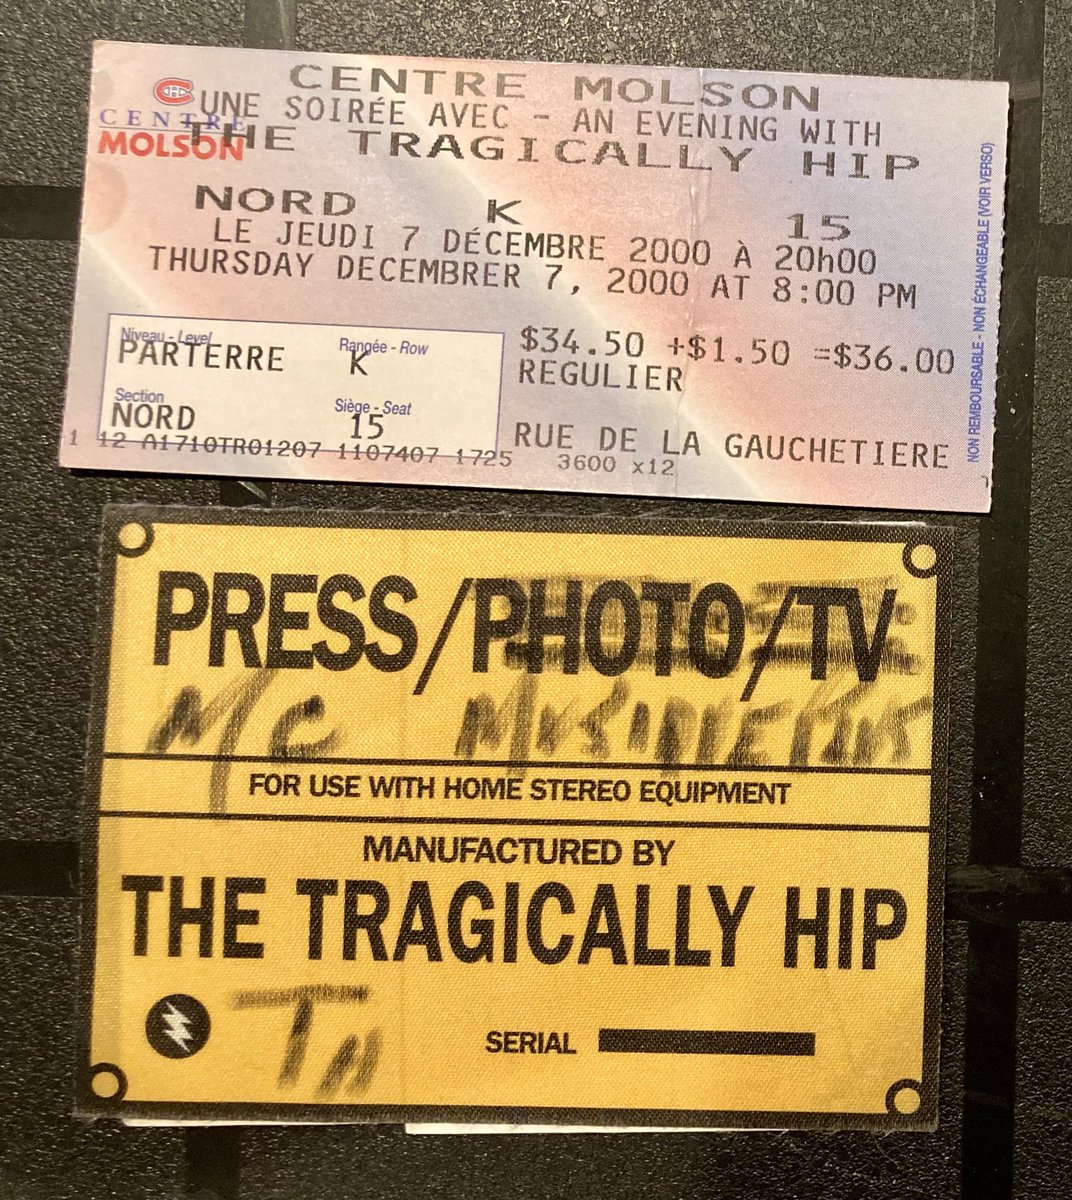 CENTRE MOLSON
UNE SOIRÉE AVEC - AN EVENING WITH
CENTRE
MOLSON
THE TRAGICALLY HIP
NORD K 15
LE JEUDI 7 DÉCEMBRE 2000 À 20h00
THURSDAY DECEMBRER 7, 2000 AT 8:00 PM
Niveau - Level
PARTERRE
Rangée - Row
K
Section
NORD
Siège - Seat
15
$34.50 +$1.50 =$36.00
REGULIER
1 12 A1710TR01207 1107407 1725
RUE DE LA GAUCHETIERE
3600 x12
NON REMBOURSABLE - NON ÉCHANGEABLE (VOIR VERSO)
PRESS/PHOTO/TV
Mc
FOR USE WITH HOME STEREO EQUIPMENT
MANUFACTURED BY
THE TRAGICALLY HIP
SERIAL